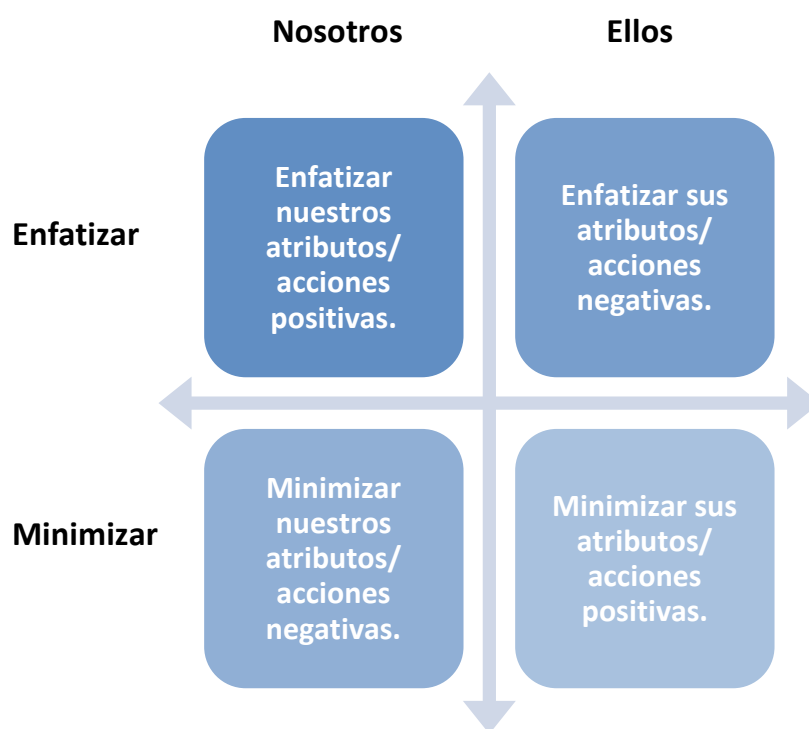 Nosotros
Ellos
Enfatizar
Enfatizar
nuestros
atributos/
acciones
positivas.
Enfatizar sus
atributos/
acciones
negativas.
Minimizar
Minimizar
nuestros
atributos/
acciones
negativas.
Minimizar sus
atributos/
acciones
positivas.